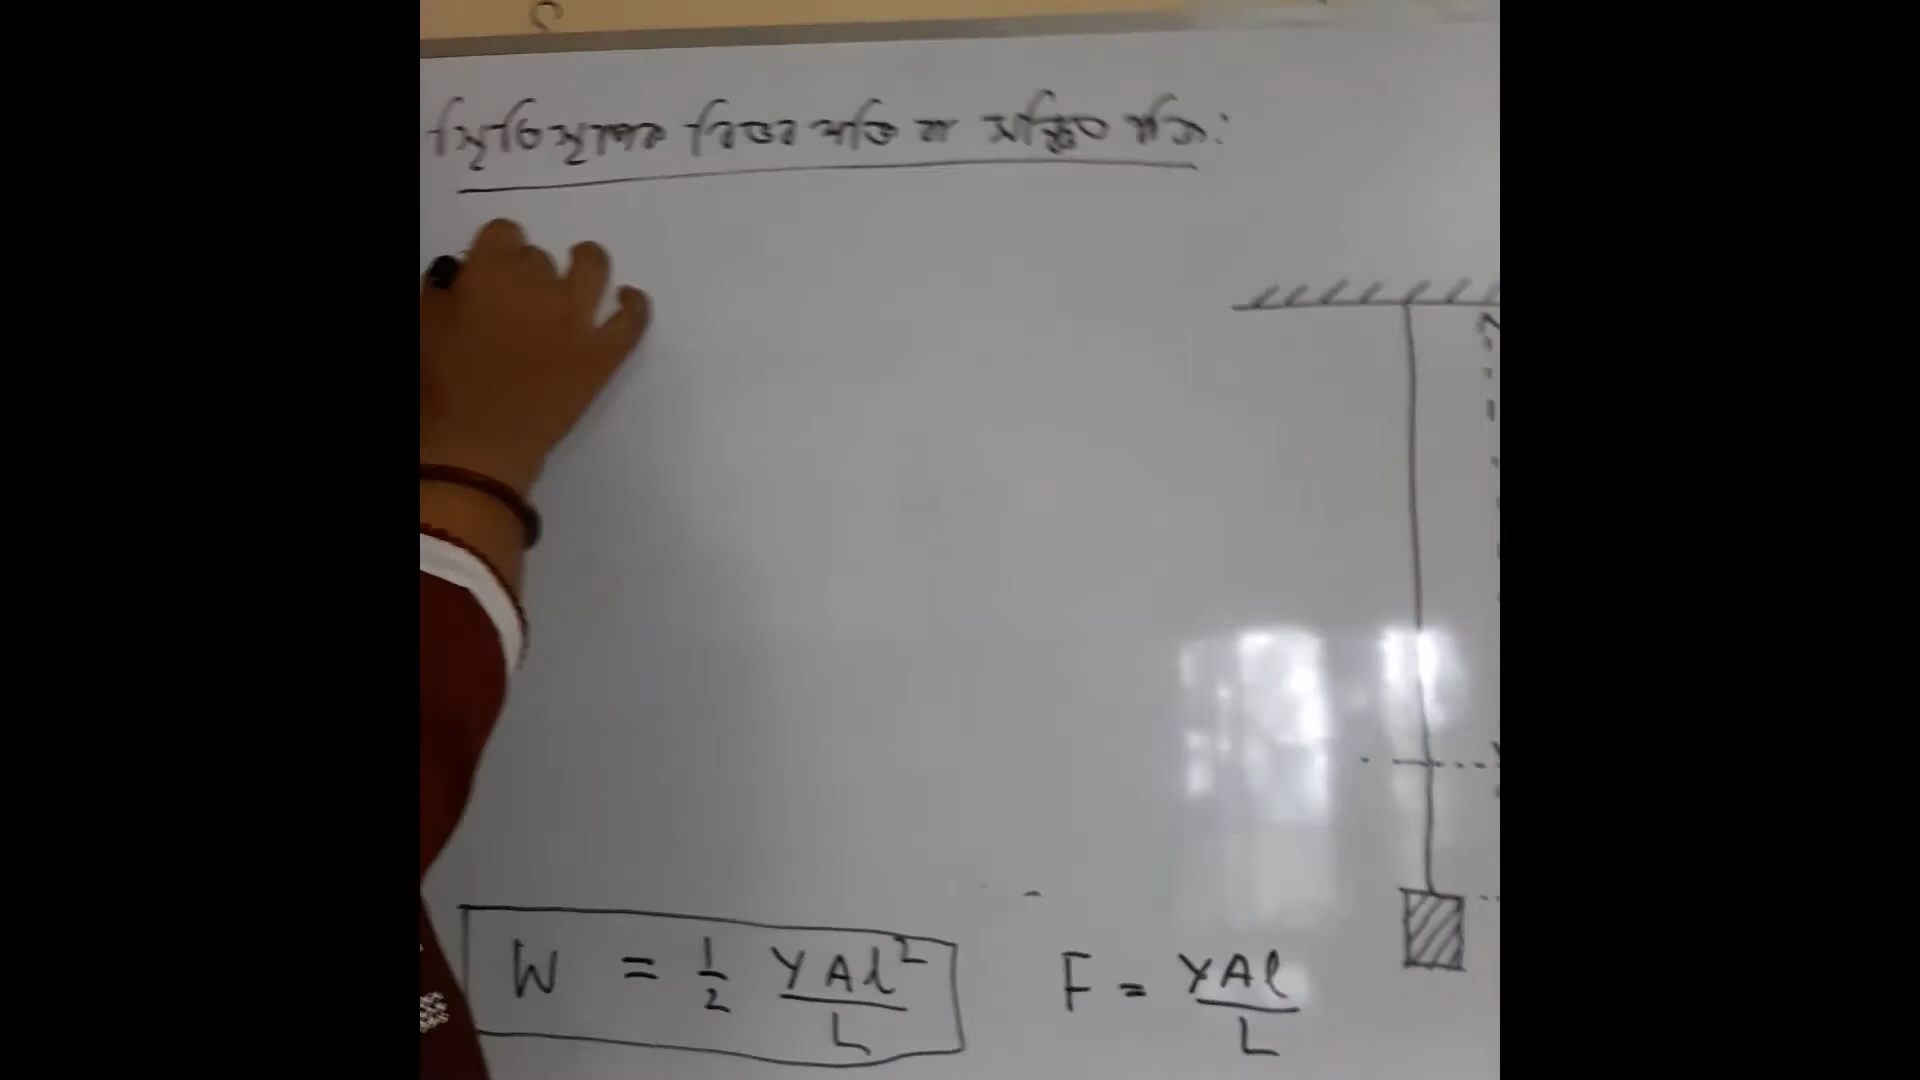 স্থিতিস্থাপক বিভব শক্তি বা সঞ্চিত শক্তি:
W = 1/2 YAl²/L
F = YAl/L